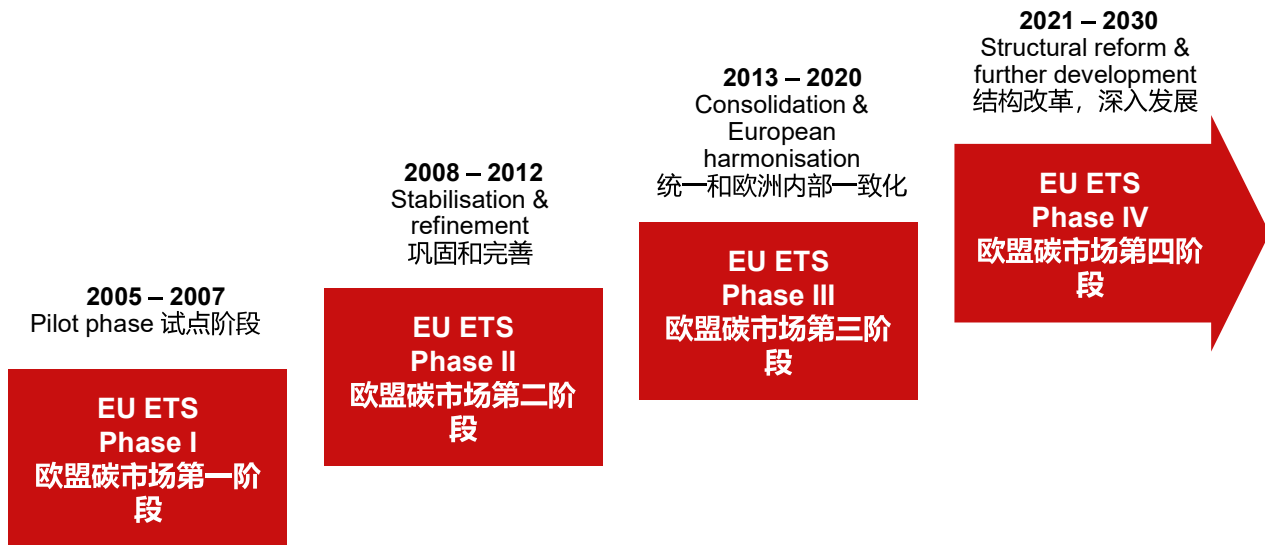 2005 – 2007
Pilot phase 试点阶段
EU ETS
Phase I
欧盟碳市场第一阶
段
2008 – 2012
Stabilisation &
refinement
巩固和完善
EU ETS
Phase II
欧盟碳市场第二阶
段
2013 – 2020
Consolidation &
European
harmonisation
统一和欧洲内部一致化
EU ETS
Phase III
欧盟碳市场第三阶
段
2021 – 2030
Structural reform &
further development
结构改革，深入发展
EU ETS
Phase IV
欧盟碳市场第四阶
段